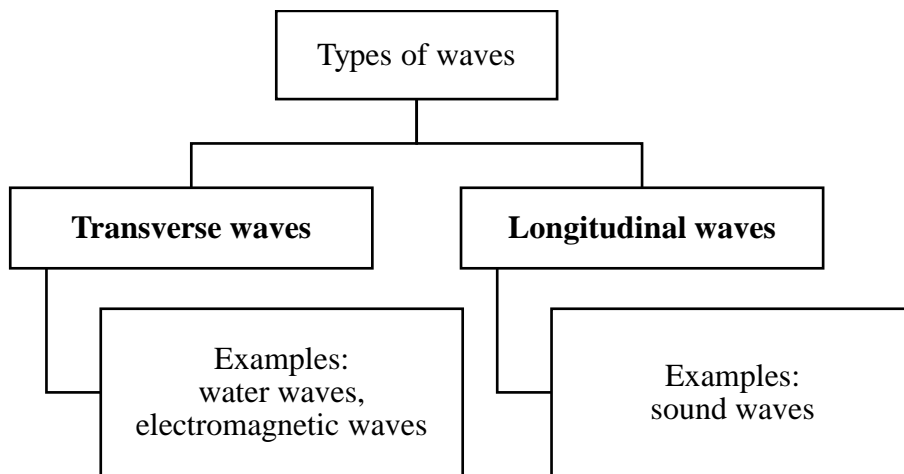 Types of waves
Transverse waves
Longitudinal waves
Examples:
water waves,
electromagnetic waves
Examples:
sound waves